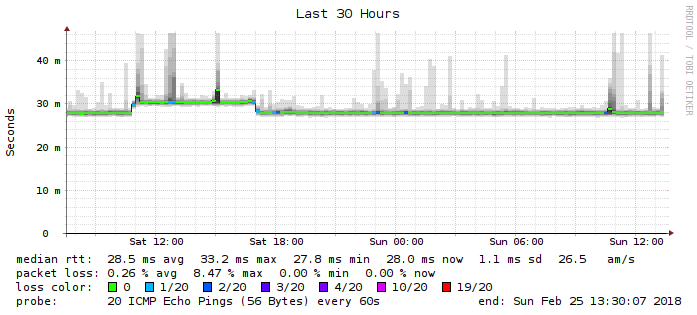 Last 30 Hours
RRDTOOL / TOBI OETIKER
Seconds
40 m
30 m
20 m
10 m
0
Sat 12:00 Sat 18:00 Sun 00:00 Sun 06:00 Sun 12:00
median rtt: 28.5 ms avg 33.2 ms max 27.8 ms min 28.0 ms now 1.1 ms sd 26.5 am/s
packet loss: 0.26 % avg 8.47 % max 0.00 % min 0.00 % now
loss color: 0 1/20 2/20 3/20 4/20 10/20 19/20
probe: 20 ICMP Echo Pings (56 Bytes) every 60s end: Sun Feb 25 13:30:07 2018